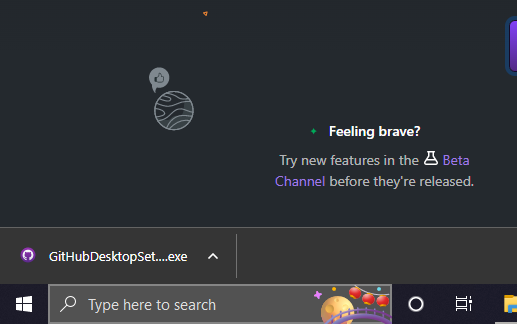 Feeling brave?
Try new features in the Beta
Channel before they're released.
GitHubDesktopSet....exe
Type here to search